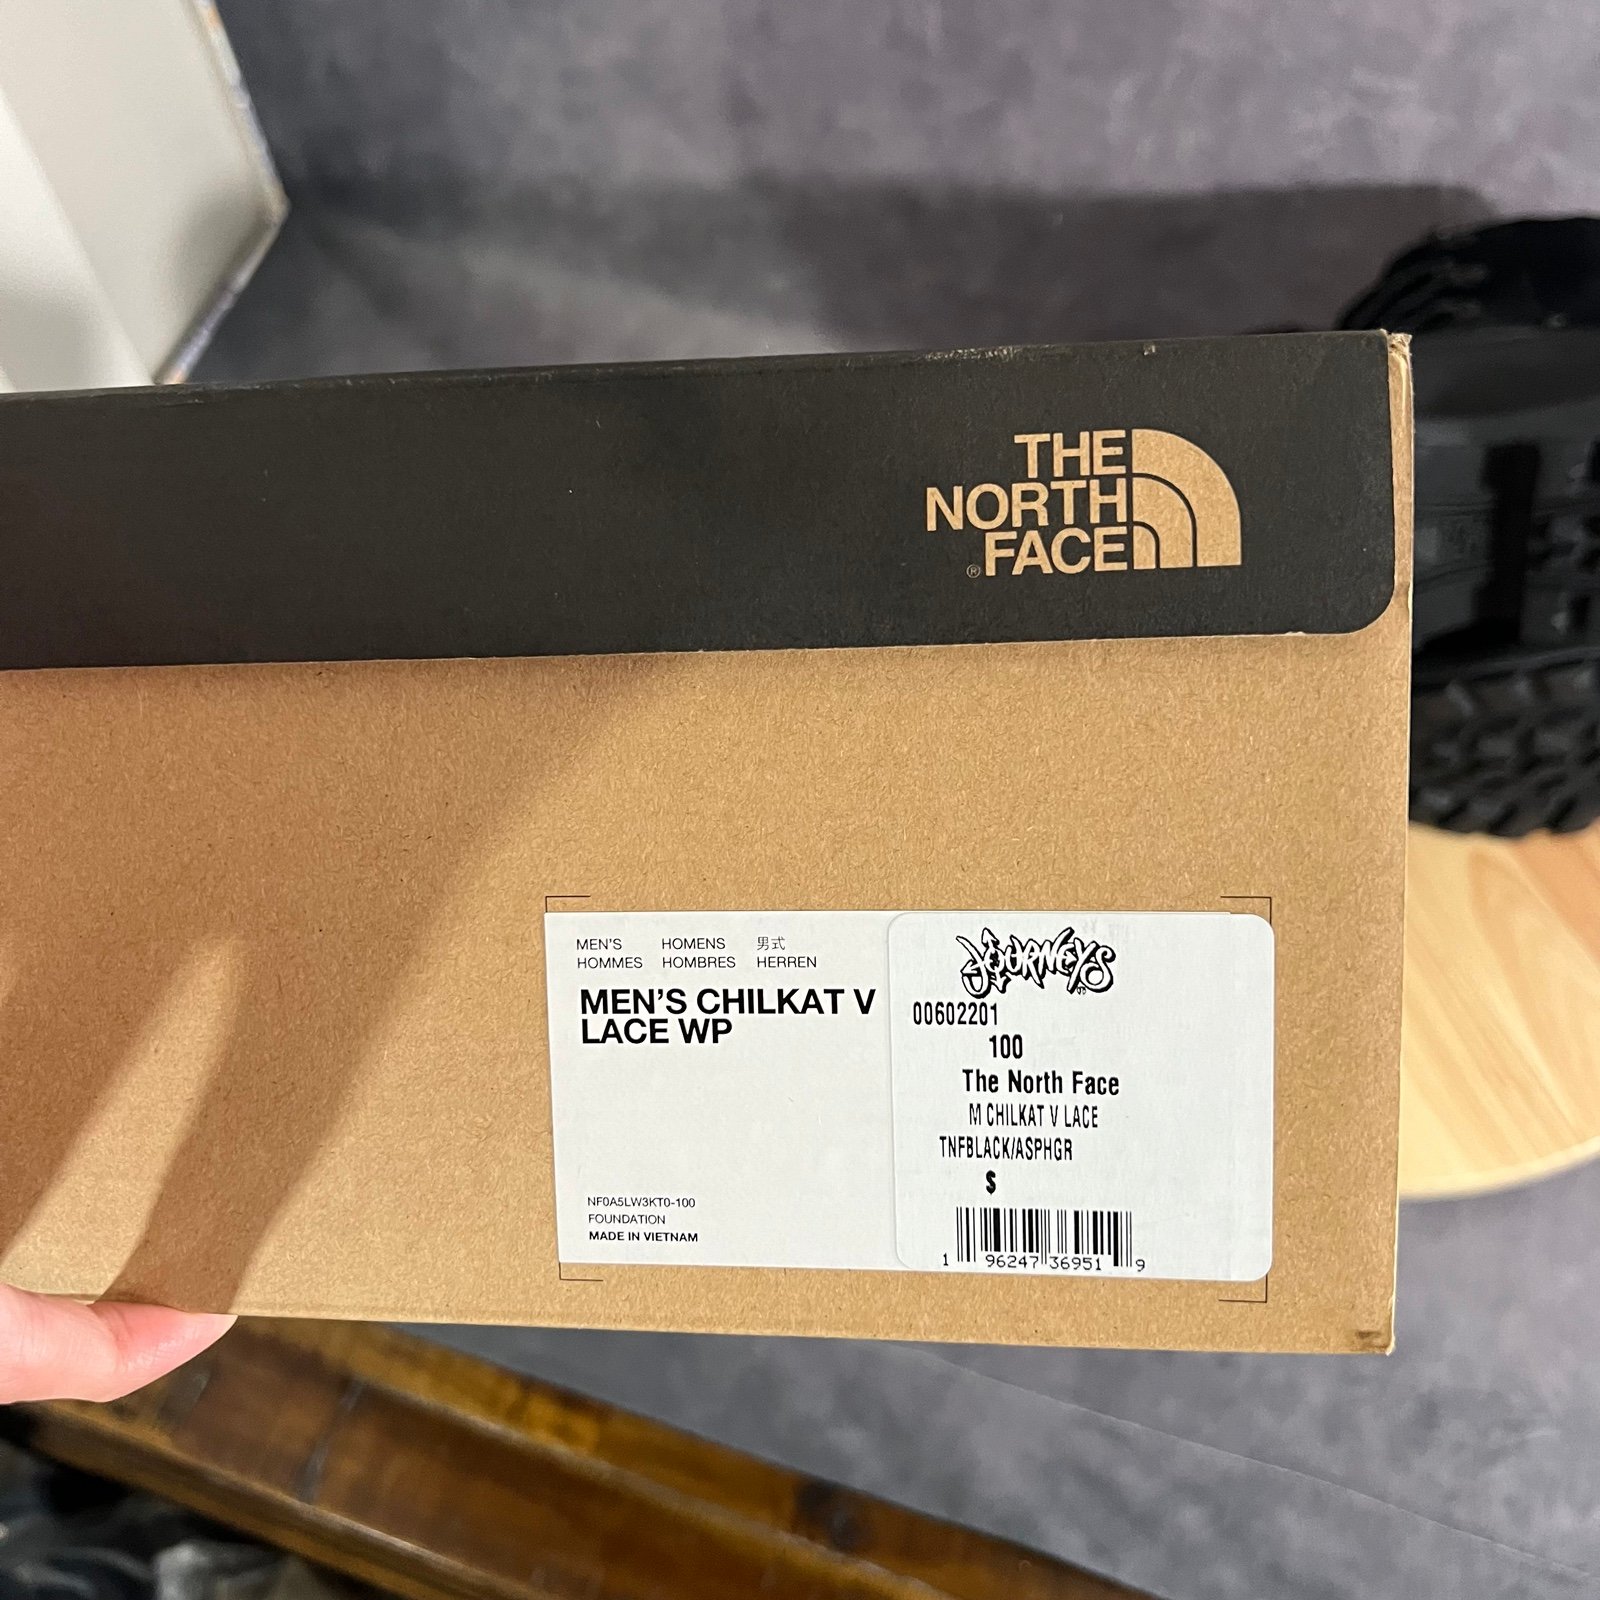 THE
NORTH
FACE
®
MEN'S HOMENS 男式
HOMMES HOMBRES HERREN
MEN'S CHILKAT V
LACE WP
NF0A5LW3KT0-100
FOUNDATION
MADE IN VIETNAM
JOURNEYS
00602201
100
The North Face
M CHILKAT V LACE
TNFBLACK/ASPHGR
$
1 96247 36951 9